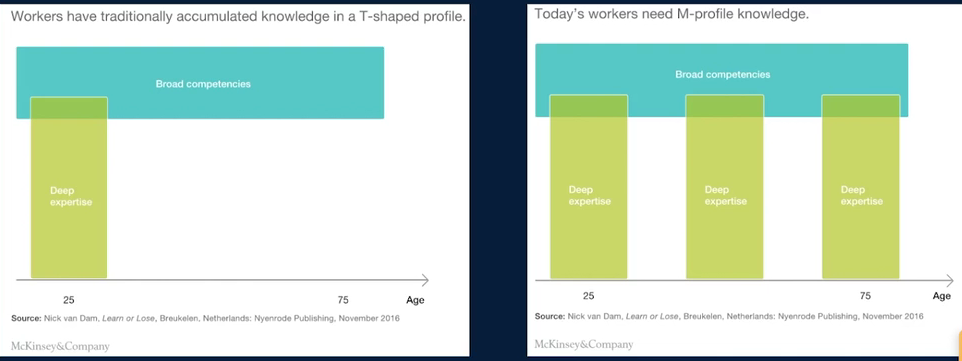 Workers have traditionally accumulated knowledge in a T-shaped profile.
Broad competencies
Deep
expertise
25
75
Age
Source: Nick van Dam, Learn or Lose, Breukelen, Netherlands: Nyenrode Publishing, November 2016
McKinsey&Company
Today's workers need M-profile knowledge.
Broad competencies
Deep
expertise
Deep
expertise
Deep
expertise
25
75
Age
Source: Nick van Dam, Learn or Lose, Breukelen, Netherlands: Nyenrode Publishing, November 2016
McKinsey&Company